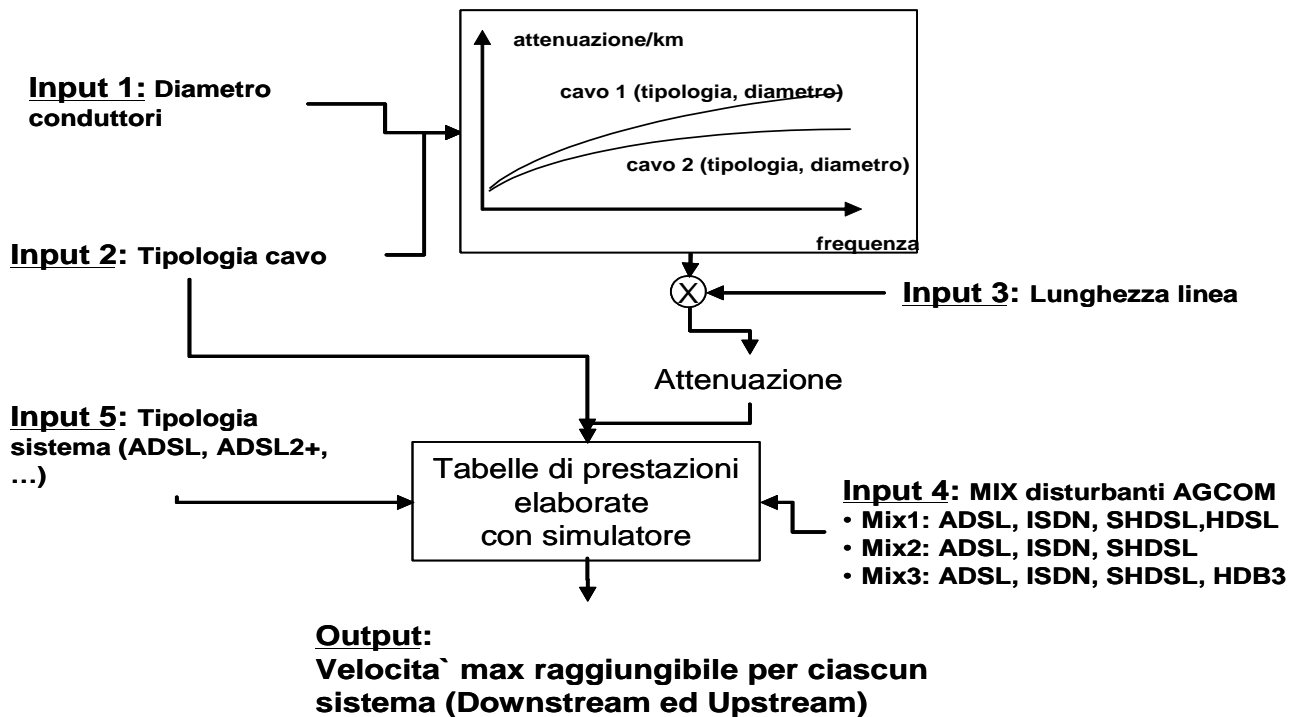 attenuazione/km
Input 1: Diametro
conduttori
cavo 1 (tipologia, diametro)
cavo 2 (tipologia, diametro)
frequenza
Input 2: Tipologia cavo
X
Input 3: Lunghezza linea
Attenuazione
Input 5: Tipologia
sistema (ADSL, ADSL2+,
…)
Tabelle di prestazioni
elaborate
con simulatore
Input 4: MIX disturbanti AGCOM
• Mix1: ADSL, ISDN, SHDSL,HDSL
• Mix2: ADSL, ISDN, SHDSL
• Mix3: ADSL, ISDN, SHDSL, HDB3
Output:
Velocita` max raggiungibile per ciascun
sistema (Downstream ed Upstream)